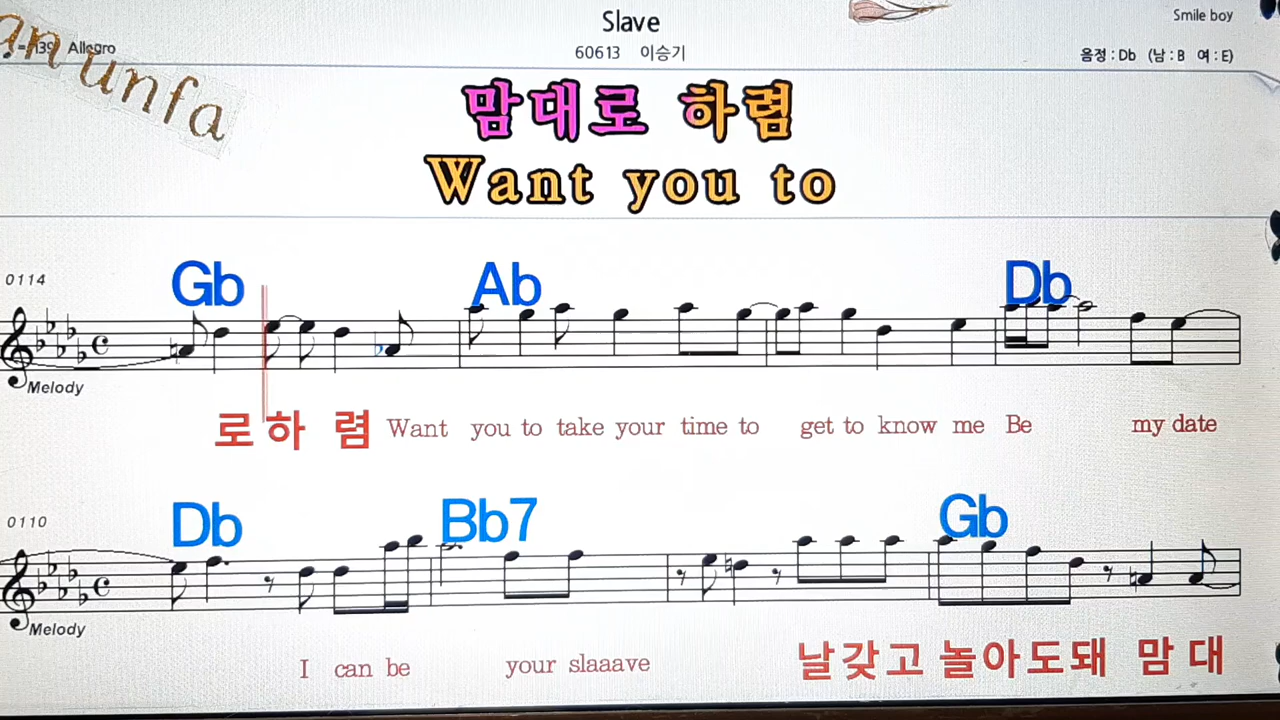 Slave
Smile boy
=139 Allegro
60613 이승기
음정 : Db (남 : B 여 : E)
an unfa
맘대로 하렴
Want you to
0114
Gb Ab Db
Melody
로 하 렴 Want you to take your time to get to know me Be my date
0110
Db Bb7 Gb
Melody
I can be your slaaave 날갖고 놀아도돼 맘 대